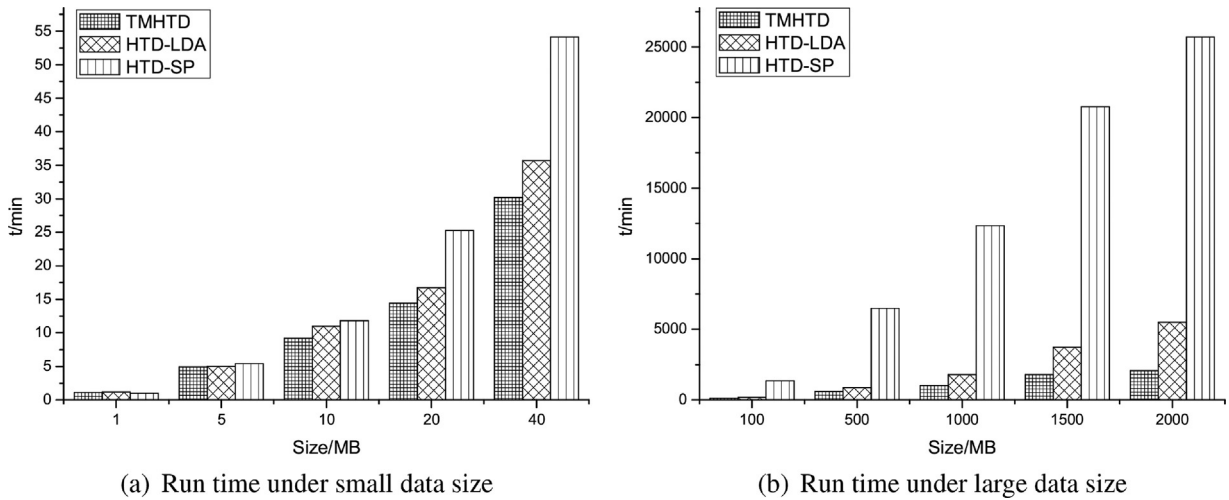 TMHTD
HTD-LDA
HTD-SP
55
50
45
40
35
30
25
20
15
10
5
0
t/min
1 5 10 20 40
Size/MB
(a) Run time under small data size
TMHTD
HTD-LDA
HTD-SP
25000
20000
15000
10000
5000
0
t/min
100 500 1000 1500 2000
Size/MB
(b) Run time under large data size